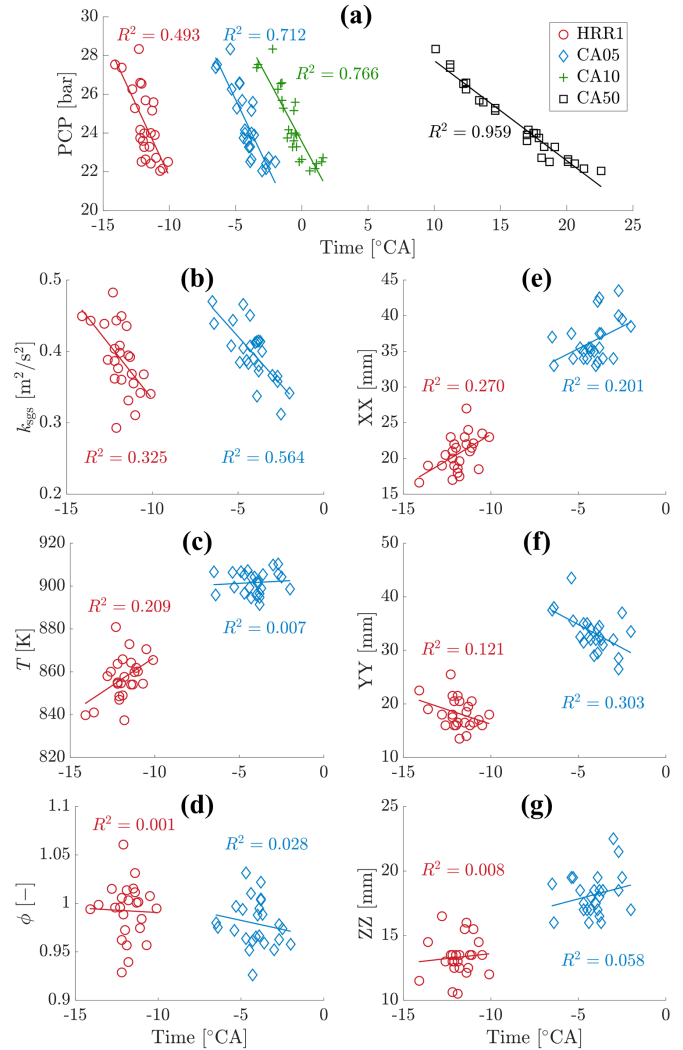 (a)
R² = 0.493
R² = 0.712
R² = 0.766
R² = 0.959
HRR1
CA05
CA10
CA50
PCP [bar]
30
28
26
24
22
20
18
-15
-10
-5
0
5
10
15
20
25
Time [°CA]
(b)
k_sgs [m²/s²]
0.5
0.4
0.3
0.2
R² = 0.325
R² = 0.564
-15
-10
-5
0
(e)
XX [mm]
45
40
35
30
25
20
15
R² = 0.270
R² = 0.201
-15
-10
-5
0
(c)
T [K]
920
900
880
860
840
820
R² = 0.209
R² = 0.007
-15
-10
-5
0
(f)
YY [mm]
50
40
30
20
10
R² = 0.121
R² = 0.303
-15
-10
-5
0
(d)
ϕ [−]
1.1
1.05
1
0.95
0.9
R² = 0.001
R² = 0.028
-15
-10
-5
0
Time [°CA]
(g)
ZZ [mm]
25
20
15
10
R² = 0.008
R² = 0.058
-15
-10
-5
0
Time [°CA]